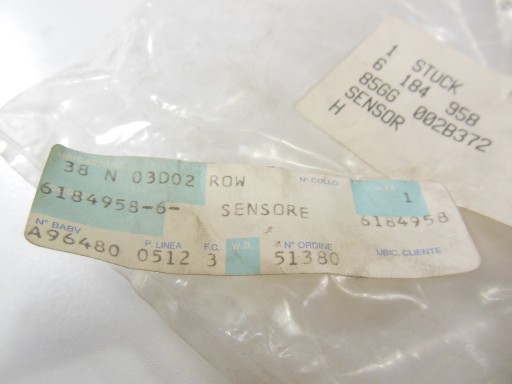 1 STUCK
6 184 958
85GG 002B372
SENSOR
H
38 N 03D02 ROW N° COLLO 1
6184958-6- SENSORE 6184958
N° BABV P. LINEA F.C. W.D. N° ORDINE UBIC. CLIENTE
A96480 0512 3 51380